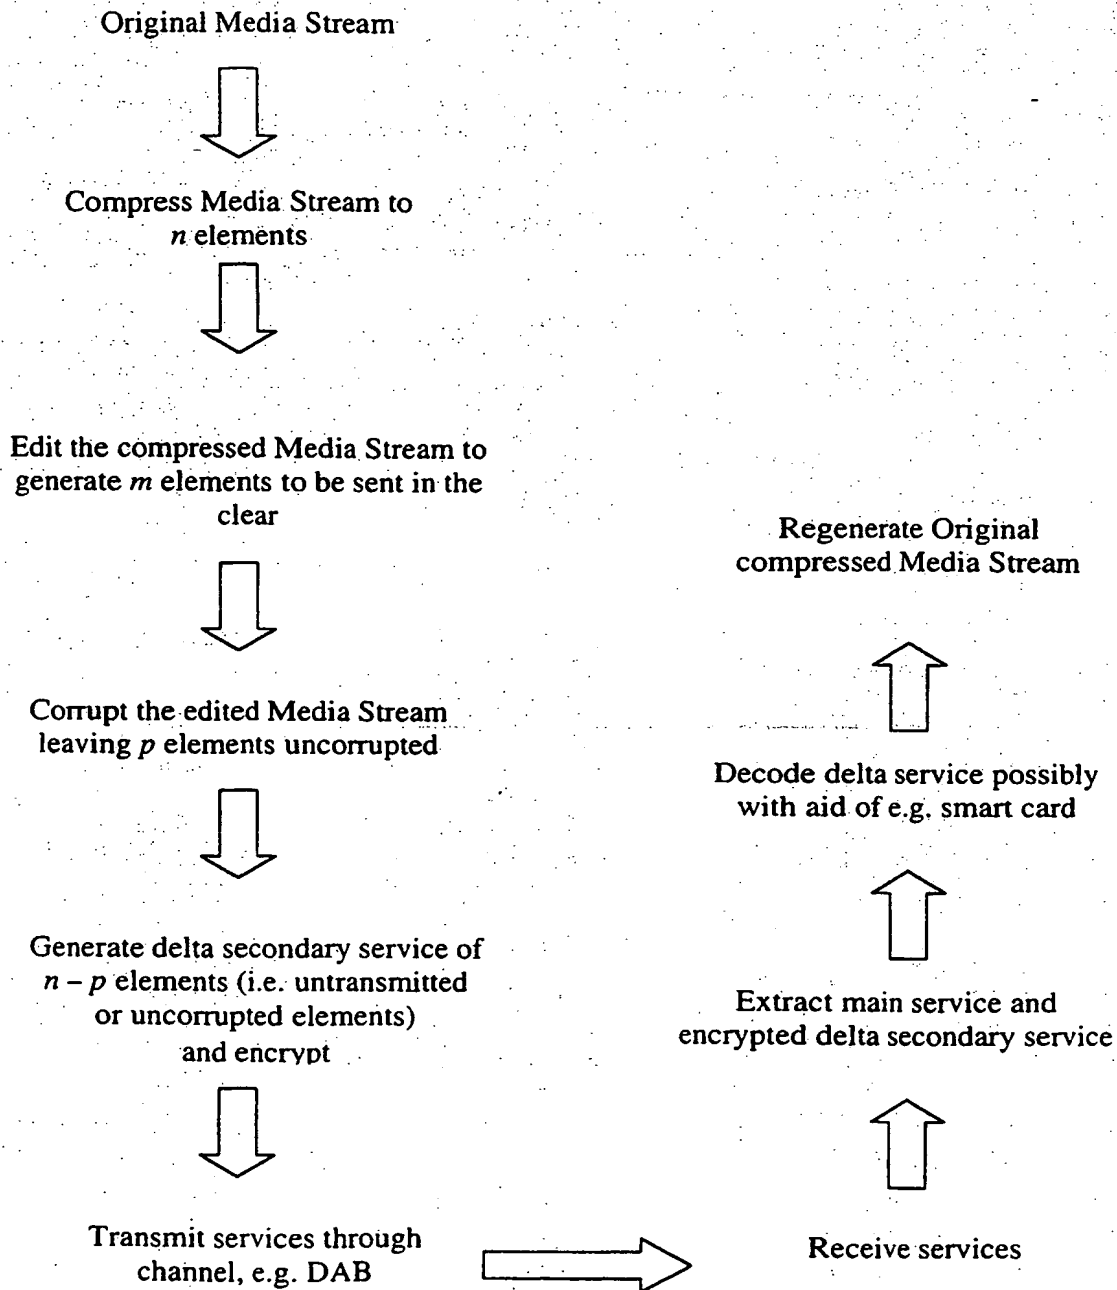 Original Media Stream
Compress Media Stream to
n elements
Edit the compressed Media Stream to
generate m elements to be sent in the
clear
Corrupt the edited Media Stream
leaving p elements uncorrupted
Generate delta secondary service of
n – p elements (i.e. untransmitted
or uncorrupted elements)
and encrypt
Transmit services through
channel, e.g. DAB
Receive services
Extract main service and
encrypted delta secondary service
Decode delta service possibly
with aid of e.g. smart card
Regenerate Original
compressed Media Stream